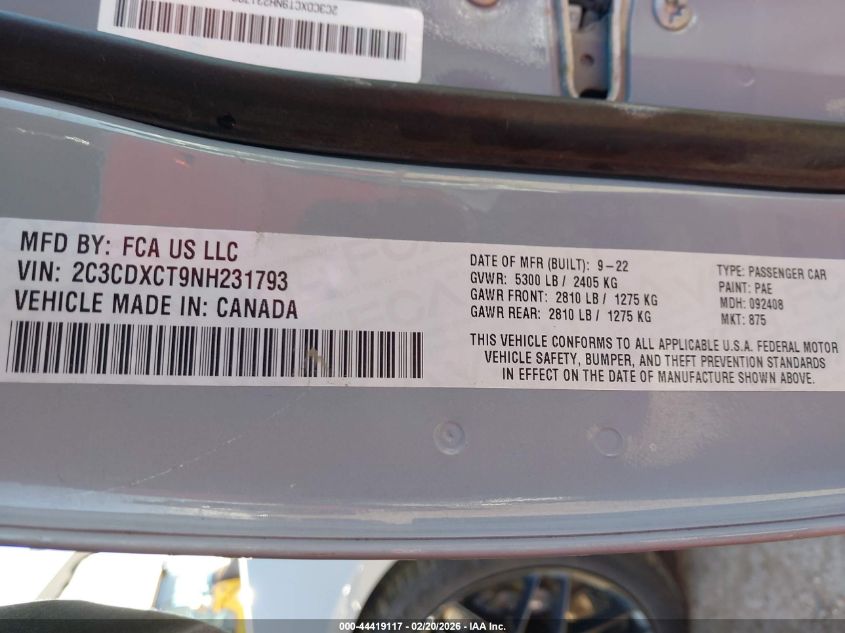 MFD BY: FCA US LLC
VIN: 2C3CDXCT9NH231793
VEHICLE MADE IN: CANADA
DATE OF MFR (BUILT): 9-22
GVWR: 5300 LB / 2405 KG
GAWR FRONT: 2810 LB / 1275 KG
GAWR REAR: 2810 LB / 1275 KG
TYPE: PASSENGER CAR
PAINT: PAE
MDH: 092408
MKT: 875
THIS VEHICLE CONFORMS TO ALL APPLICABLE U.S.A. FEDERAL MOTOR
VEHICLE SAFETY, BUMPER, AND THEFT PREVENTION STANDARDS
IN EFFECT ON THE DATE OF MANUFACTURE SHOWN ABOVE.
000-44419117 - 02/20/2026 - IAA Inc.